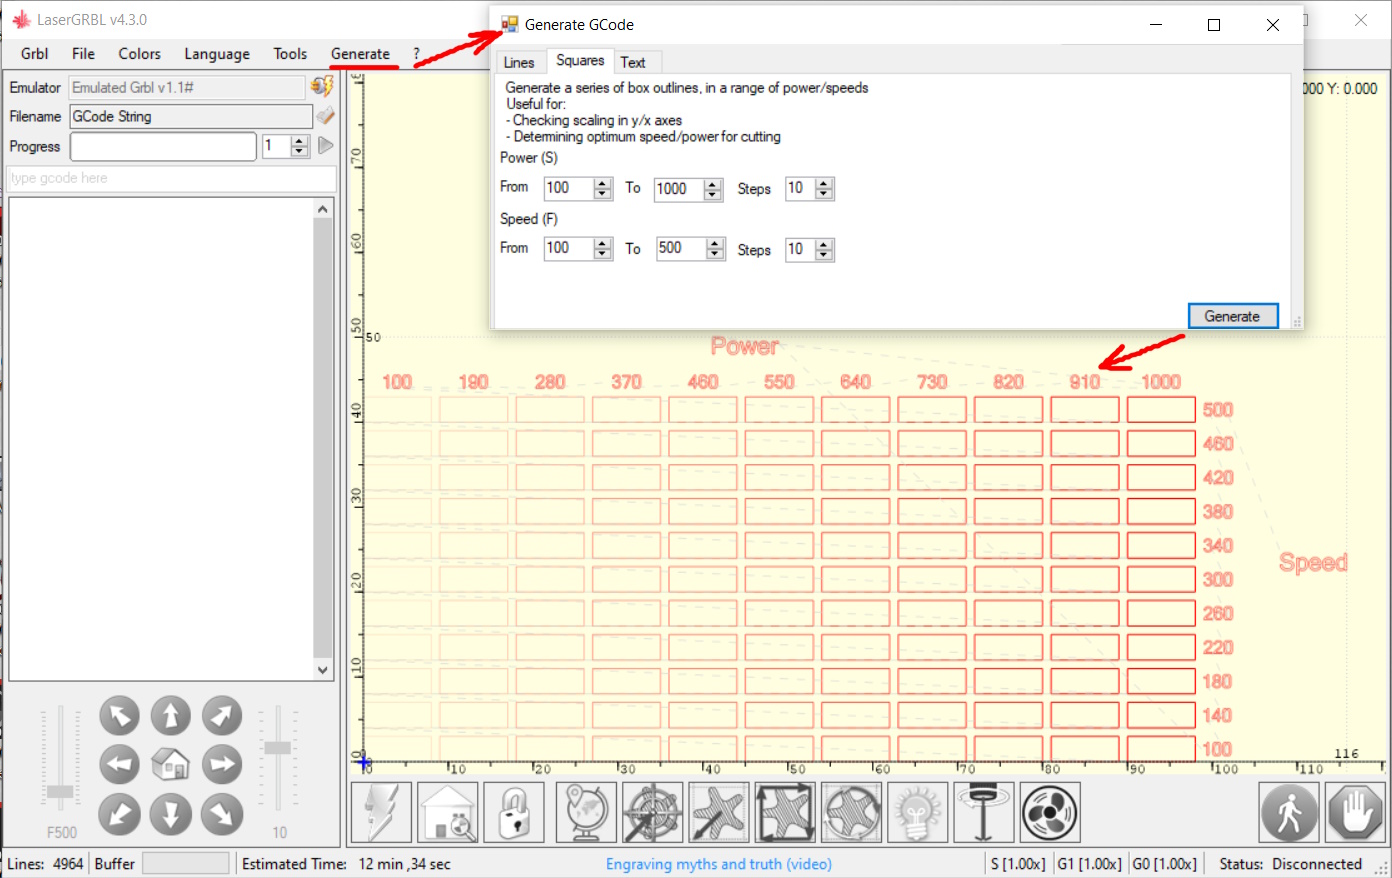 LaserGRBL v4.3.0
Grbl File Colors Language Tools Generate ?
Emulator Emulated Grbl v1.1#
Filename GCode String
Progress 1
type gcode here
Generate GCode
Lines Squares Text
Generate a series of box outlines, in a range of power/speeds
Useful for:
- Checking scaling in y/x axes
- Determining optimum speed/power for cutting
Power (S)
From 100 To 1000 Steps 10
Speed (F)
From 100 To 500 Steps 10
Generate
000 Y: 0.000
70
60
50
50
40
30
20
10
0
Power
100 190 280 370 460 550 640 730 820 910 1000
500
460
420
380
340
300
260
220
180
140
100
Speed
116
0 10 20 30 40 50 60 70 80 90 100 110
F500 10
Lines: 4964 Buffer Estimated Time: 12 min ,34 sec Engraving myths and truth (video) S [1.00x] G1 [1.00x] G0 [1.00x] Status: Disconnected